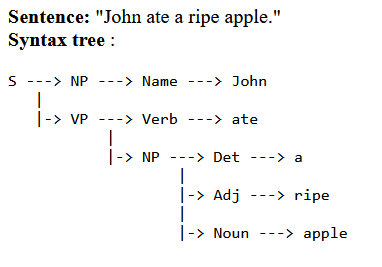 Sentence: "John ate a ripe apple."
Syntax tree :
S ---> NP ---> Name ---> John
|
|-> VP ---> Verb ---> ate
|
|-> NP ---> Det ---> a
|
|-> Adj ---> ripe
|
|-> Noun ---> apple